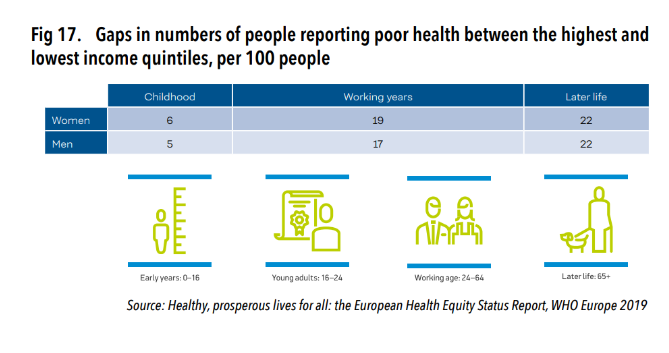 Fig 17. Gaps in numbers of people reporting poor health between the highest and
lowest income quintiles, per 100 people
Childhood Working years Later life
Women 6 19 22
Men 5 17 22
Early years: 0–16 Young adults: 16–24 Working age: 24–64 Later life: 65+
Source: Healthy, prosperous lives for all: the European Health Equity Status Report, WHO Europe 2019